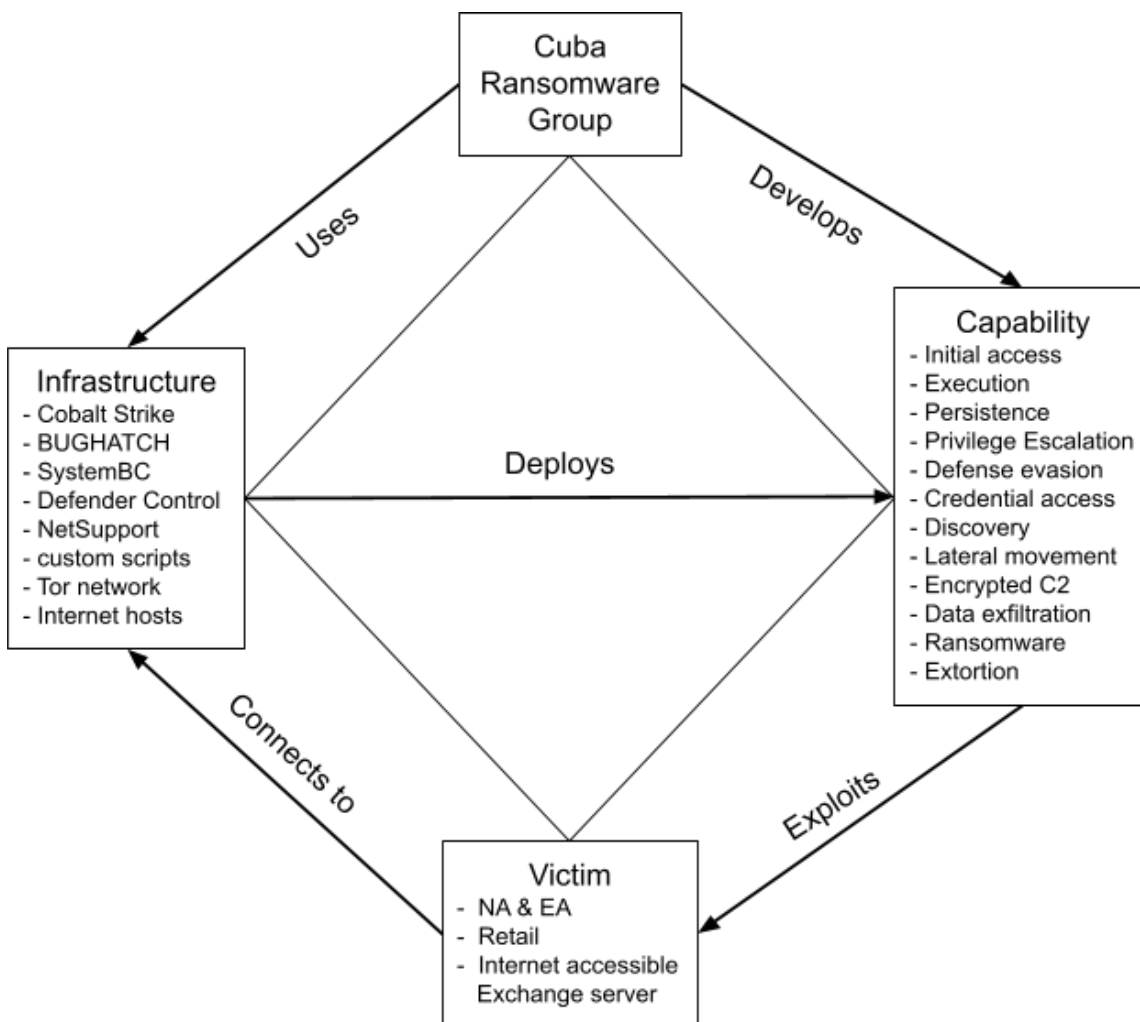 Cuba
Ransomware
Group
Uses
Develops
Infrastructure
- Cobalt Strike
- BUGHATCH
- SystemBC
- Defender Control
- NetSupport
- custom scripts
- Tor network
- Internet hosts
Deploys
Capability
- Initial access
- Execution
- Persistence
- Privilege Escalation
- Defense evasion
- Credential access
- Discovery
- Lateral movement
- Encrypted C2
- Data exfiltration
- Ransomware
- Extortion
Connects to
Exploits
Victim
- NA & EA
- Retail
- Internet accessible
Exchange server